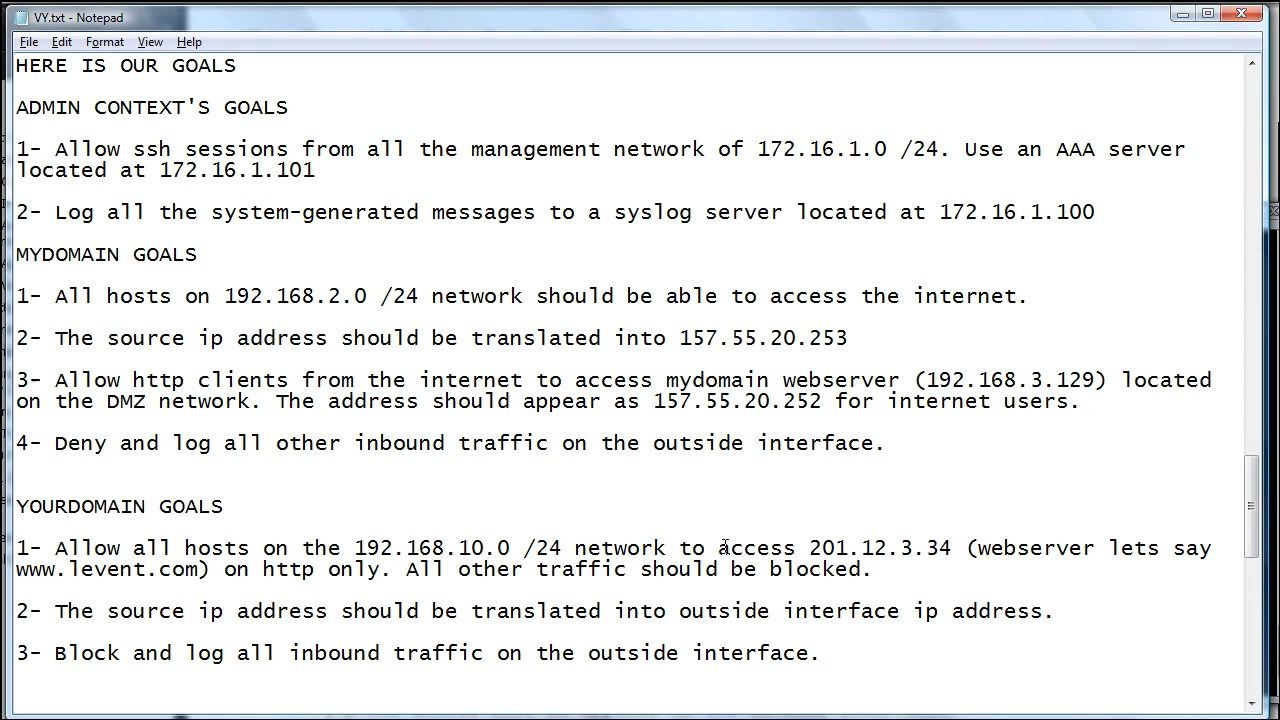 VY.txt - Notepad
File Edit Format View Help
HERE IS OUR GOALS
ADMIN CONTEXT'S GOALS
1- Allow ssh sessions from all the management network of 172.16.1.0 /24. Use an AAA server
located at 172.16.1.101
2- Log all the system-generated messages to a syslog server located at 172.16.1.100
MYDOMAIN GOALS
1- All hosts on 192.168.2.0 /24 network should be able to access the internet.
2- The source ip address should be translated into 157.55.20.253
3- Allow http clients from the internet to access mydomain webserver (192.168.3.129) located
on the DMZ network. The address should appear as 157.55.20.252 for internet users.
4- Deny and log all other inbound traffic on the outside interface.
YOURDOMAIN GOALS
1- Allow all hosts on the 192.168.10.0 /24 network to access 201.12.3.34 (webserver lets say
www.levent.com) on http only. All other traffic should be blocked.
2- The source ip address should be translated into outside interface ip address.
3- Block and log all inbound traffic on the outside interface.